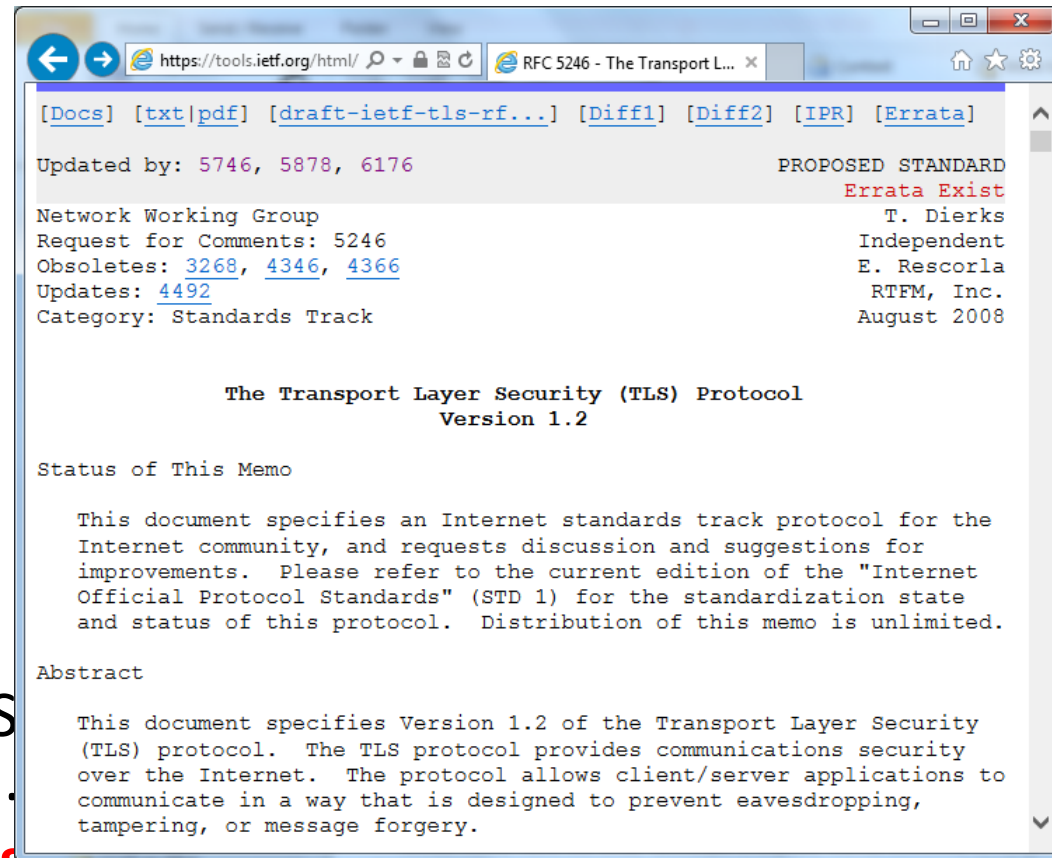 https://tools.ietf.org/html/
RFC 5246 - The Transport L...
[Docs] [txt|pdf] [draft-ietf-tls-rf...] [Diff1] [Diff2] [IPR] [Errata]
Updated by: 5746, 5878, 6176 PROPOSED STANDARD
Errata Exist
Network Working Group T. Dierks
Request for Comments: 5246 Independent
Obsoletes: 3268, 4346, 4366 E. Rescorla
Updates: 4492 RTFM, Inc.
Category: Standards Track August 2008
The Transport Layer Security (TLS) Protocol
Version 1.2
Status of This Memo
This document specifies an Internet standards track protocol for the
Internet community, and requests discussion and suggestions for
improvements. Please refer to the current edition of the "Internet
Official Protocol Standards" (STD 1) for the standardization state
and status of this protocol. Distribution of this memo is unlimited.
Abstract
This document specifies Version 1.2 of the Transport Layer Security
(TLS) protocol. The TLS protocol provides communications security
over the Internet. The protocol allows client/server applications to
communicate in a way that is designed to prevent eavesdropping,
tampering, or message forgery.